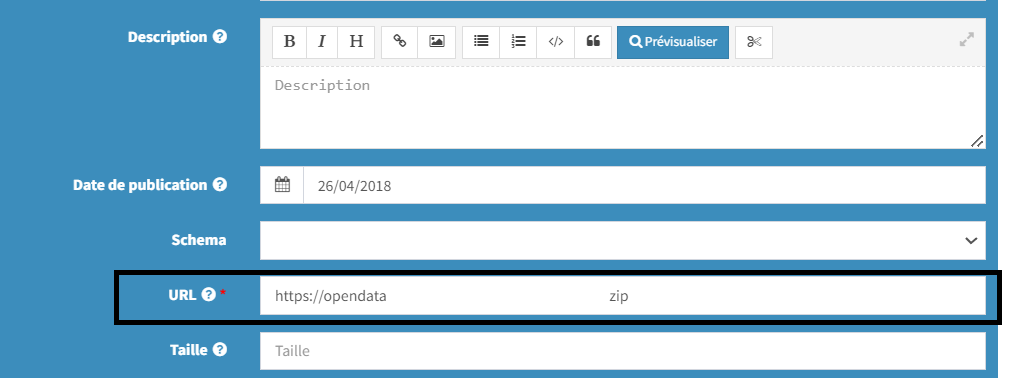 Description
B I H Prévisualiser
Description
Date de publication 26/04/2018
Schema
URL * https://opendata zip
Taille Taille